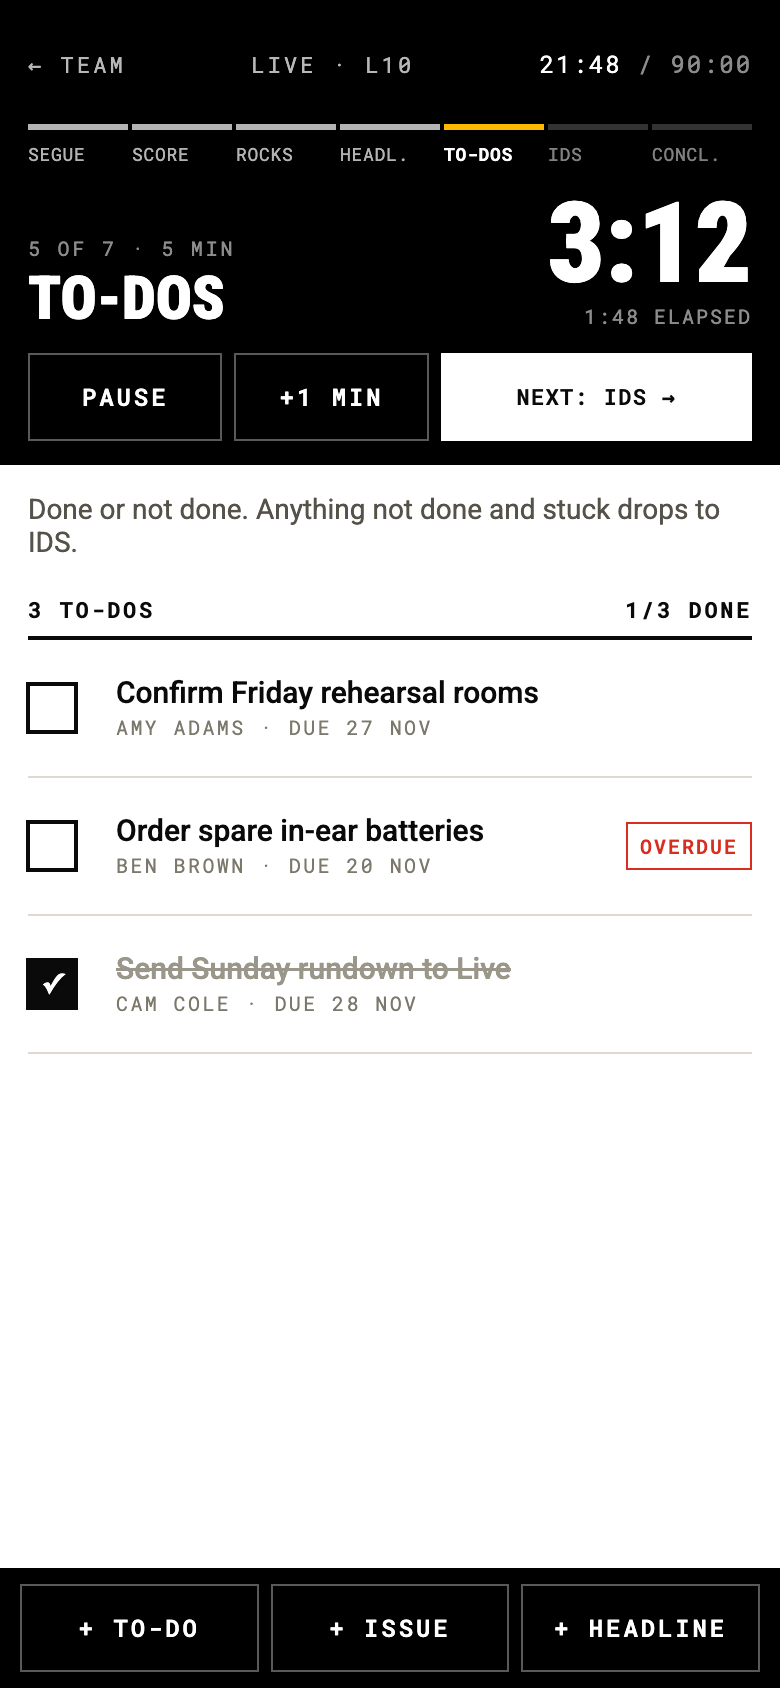 ← TEAM LIVE · L10 21:48 / 90:00
SEGUE SCORE ROCKS HEADL. TO-DOS IDS CONCL.
5 OF 7 · 5 MIN
TO-DOS
3:12
1:48 ELAPSED
PAUSE +1 MIN NEXT: IDS →
Done or not done. Anything not done and stuck drops to
IDS.
3 TO-DOS 1/3 DONE
Confirm Friday rehearsal rooms
AMY ADAMS · DUE 27 NOV
Order spare in-ear batteries
BEN BROWN · DUE 20 NOV
OVERDUE
Send Sunday rundown to Live
CAM COLE · DUE 28 NOV
+ TO-DO + ISSUE + HEADLINE